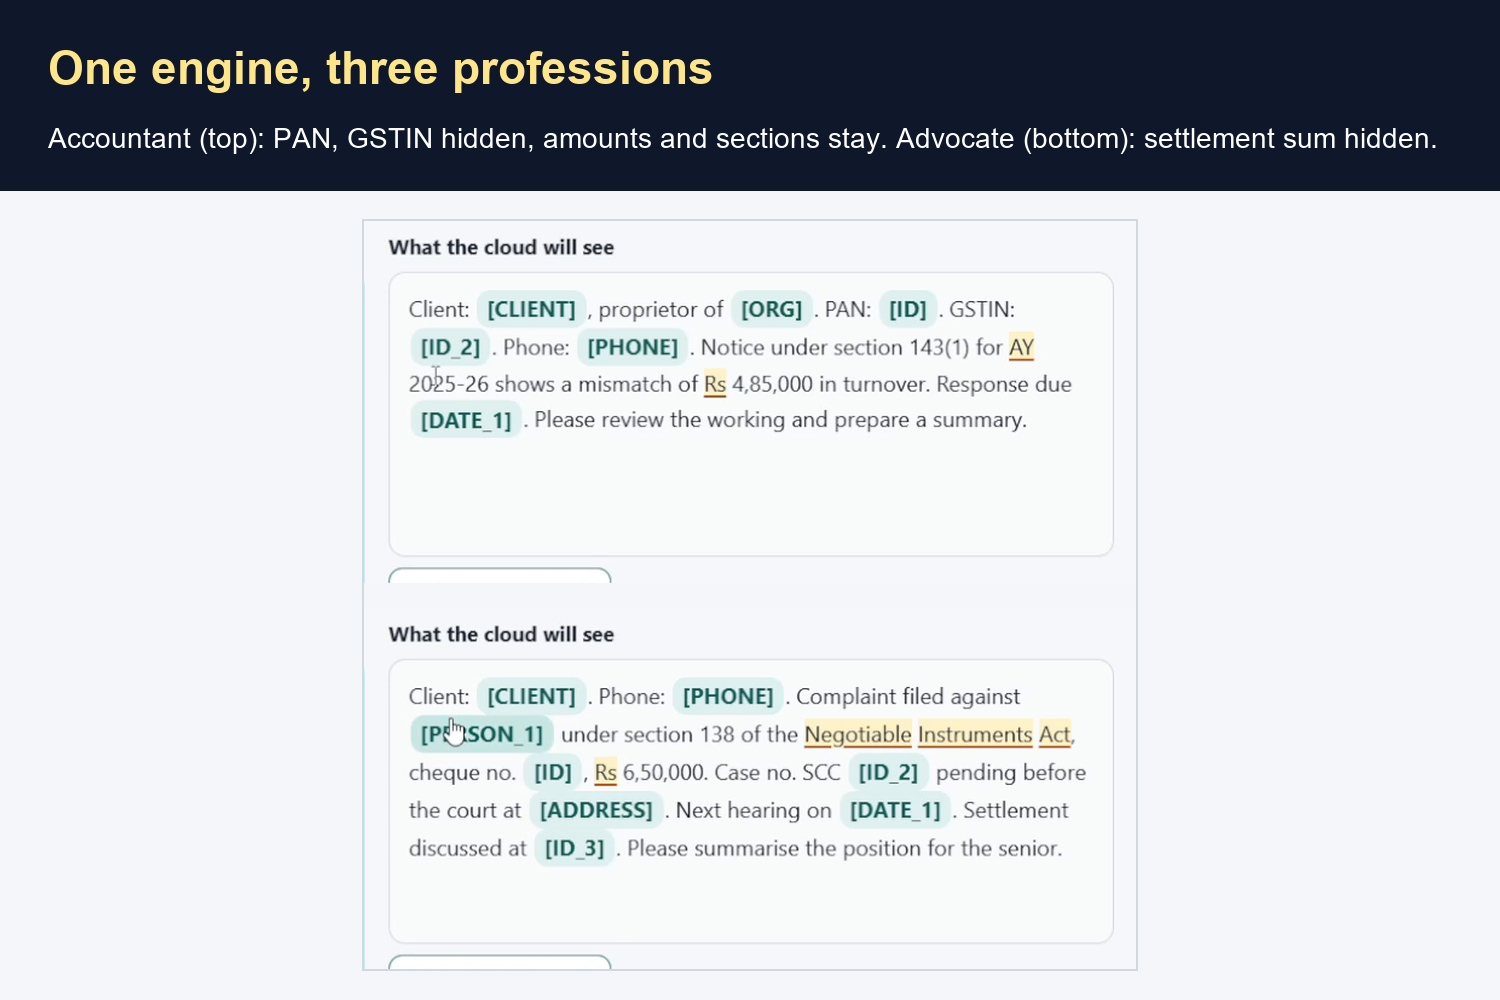 One engine, three professions
Accountant (top): PAN, GSTIN hidden, amounts and sections stay. Advocate (bottom): settlement sum hidden.
What the cloud will see
Client: [CLIENT] , proprietor of [ORG] . PAN: [ID] . GSTIN:
[ID_2] . Phone: [PHONE] . Notice under section 143(1) for AY
2025-26 shows a mismatch of Rs 4,85,000 in turnover. Response due
[DATE_1] . Please review the working and prepare a summary.
What the cloud will see
Client: [CLIENT] . Phone: [PHONE] . Complaint filed against
[PERSON_1] under section 138 of the Negotiable Instruments Act,
cheque no. [ID] , Rs 6,50,000. Case no. SCC [ID_2] pending before
the court at [ADDRESS] . Next hearing on [DATE_1] . Settlement
discussed at [ID_3] . Please summarise the position for the senior.